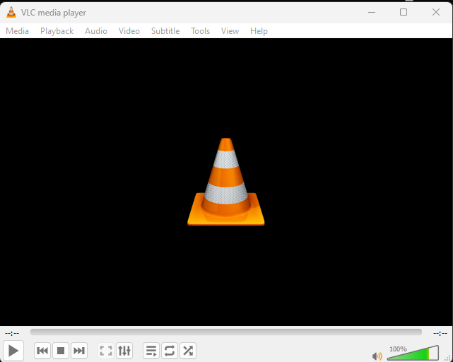 VLC media player
Media Playback Audio Video Subtitle Tools View Help
--:-- --:--
100%